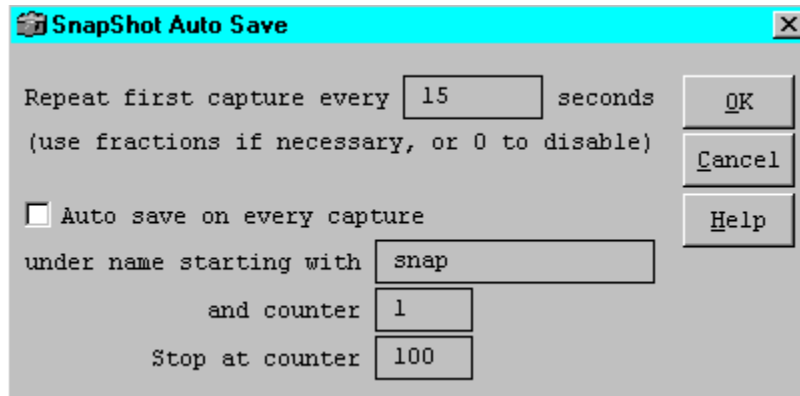 SnapShot Auto Save
Repeat first capture every 15 seconds
OK
(use fractions if necessary, or 0 to disable)
Cancel
Auto save on every capture
Help
under name starting with snap
and counter 1
Stop at counter 100